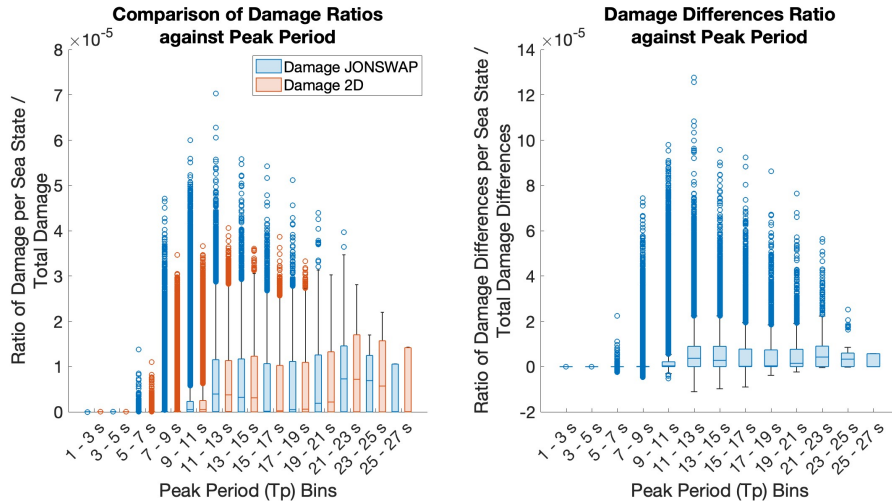 Comparison of Damage Ratios
against Peak Period
×10⁻⁵
8
7
6
5
4
3
2
1
0
Ratio of Damage per Sea State /
Total Damage
Damage JONSWAP
Damage 2D
1 - 3 s
3 - 5 s
5 - 7 s
7 - 9 s
9 - 11 s
11 - 13 s
13 - 15 s
15 - 17 s
17 - 19 s
19 - 21 s
21 - 23 s
23 - 25 s
25 - 27 s
Peak Period (Tp) Bins
Damage Differences Ratio
against Peak Period
×10⁻⁵
14
12
10
8
6
4
2
0
-2
Ratio of Damage Differences per Sea State /
Total Damage Differences
1 - 3 s
3 - 5 s
5 - 7 s
7 - 9 s
9 - 11 s
11 - 13 s
13 - 15 s
15 - 17 s
17 - 19 s
19 - 21 s
21 - 23 s
23 - 25 s
25 - 27 s
Peak Period (Tp) Bins